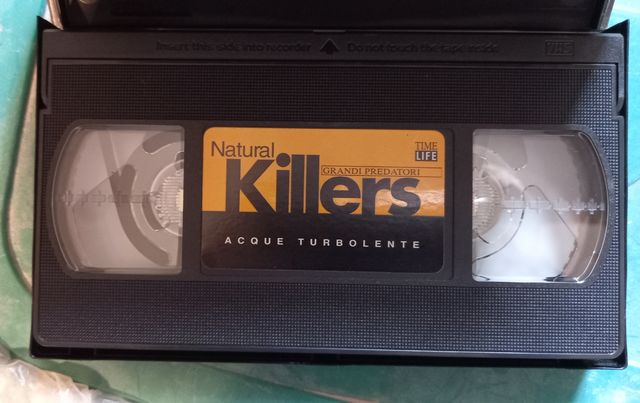 Insert this side into recorder ▲ Do not touch the tape inside VHS
Natural
TIME
LIFE
GRANDI PREDATORI
Killers
ACQUE TURBOLENTE